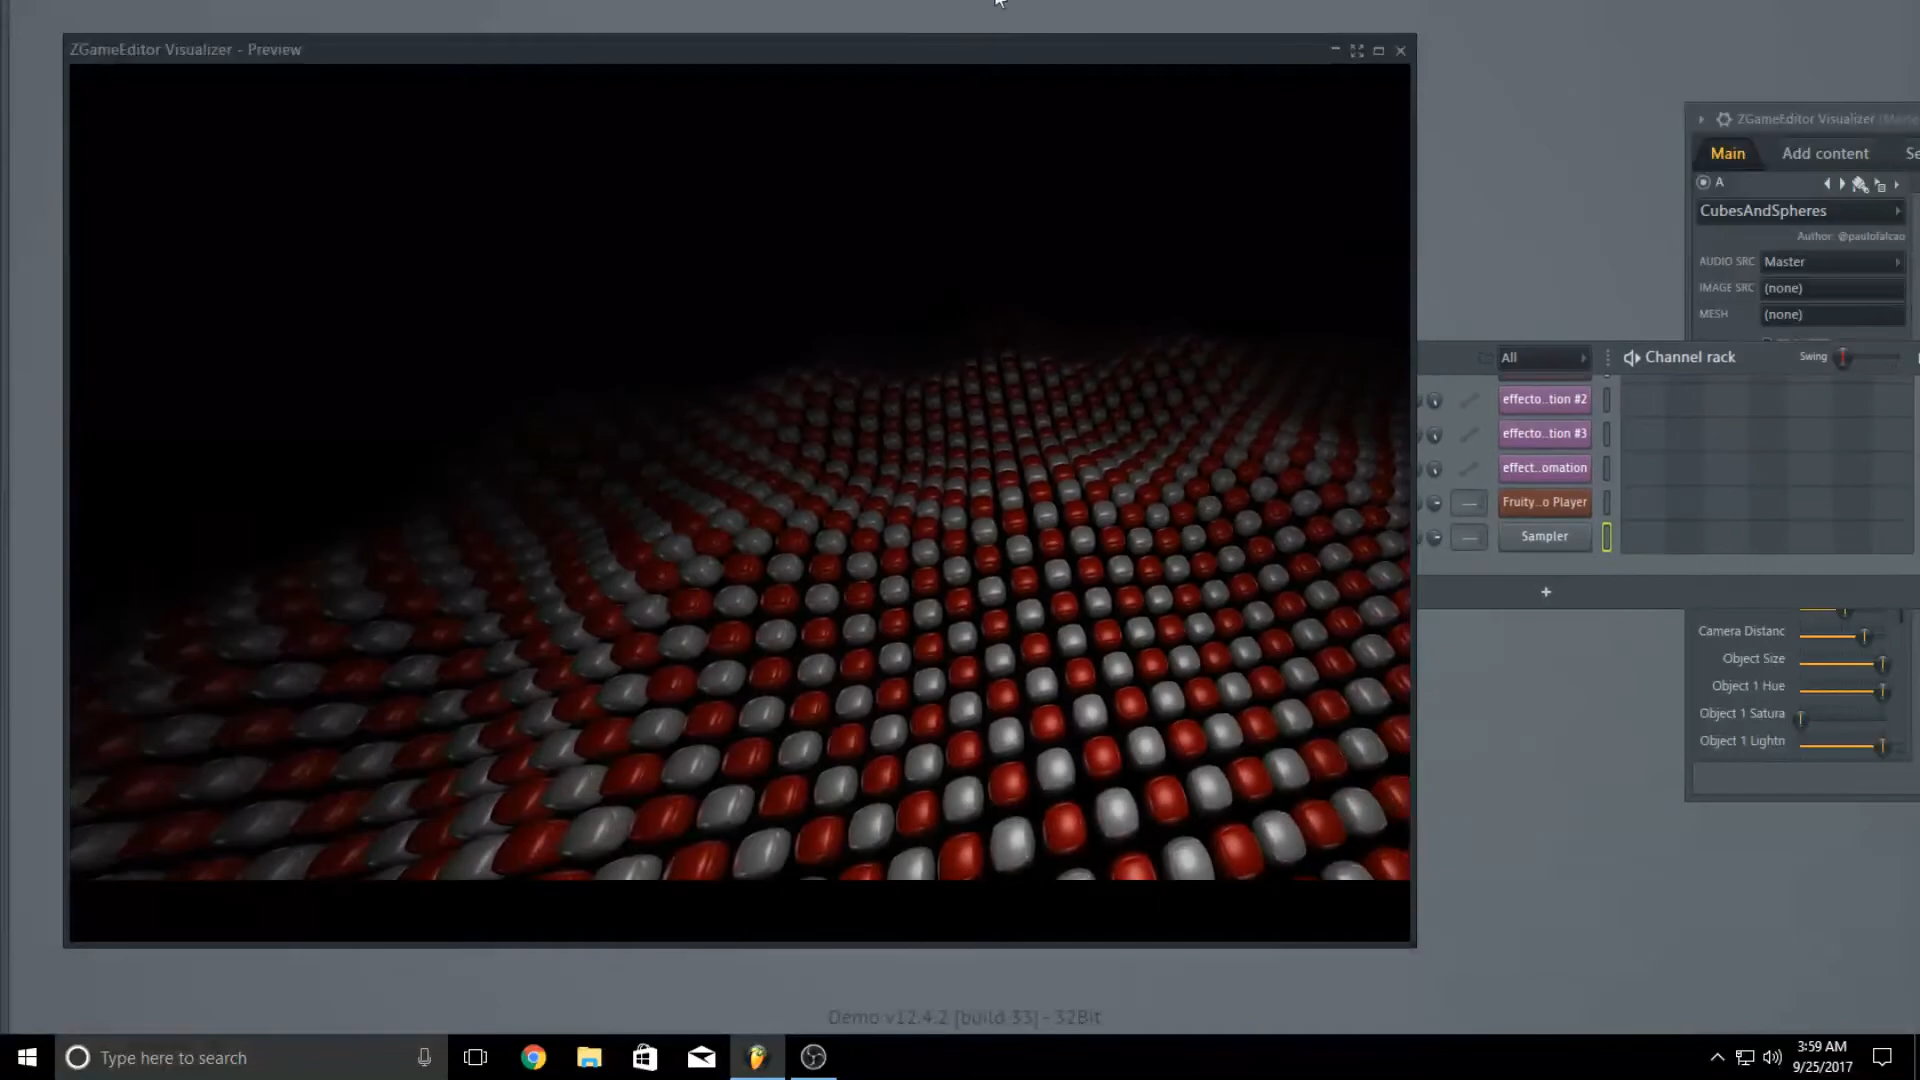 ZGameEditor Visualizer - Preview
ZGameEditor Visualizer
Main
Add content
A
CubesAndSpheres
Author: @paulofalcao
AUDIO SRC
Master
IMAGE SRC
(none)
MESH
(none)
All
Channel rack
Swing
effecto..tion #2
effecto..tion #3
effect..omation
Fruity..o Player
Sampler
+
Camera Distanc
Object Size
Object 1 Hue
Object 1 Satura
Object 1 Lightn
Demo v12.4.2 [build 33] - 32Bit
Type here to search
3:59 AM
9/25/2017